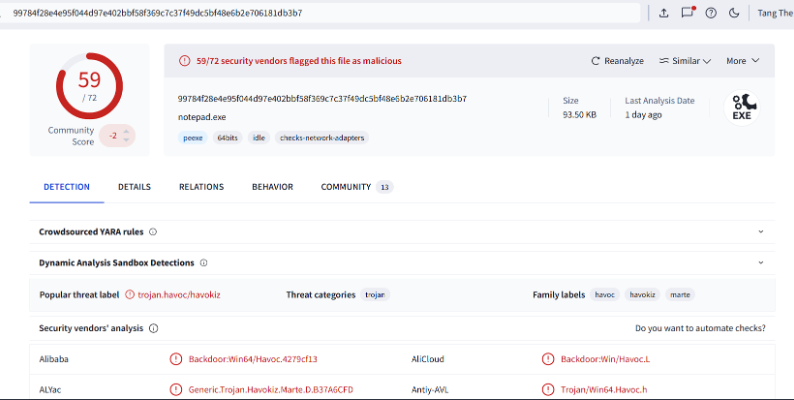 99784f28e4e95f044d97e402bbf58f369c7c37f49dc5bf48e6b2e706181db3b7
Tang The
59
/ 72
Community
Score
-2
59/72 security vendors flagged this file as malicious
Reanalyze
Similar
More
99784f28e4e95f044d97e402bbf58f369c7c37f49dc5bf48e6b2e706181db3b7
notepad.exe
peexe
64bits
idle
checks-network-adapters
Size
93.50 KB
Last Analysis Date
1 day ago
EXE
DETECTION
DETAILS
RELATIONS
BEHAVIOR
COMMUNITY
13
Crowdsourced YARA rules
Dynamic Analysis Sandbox Detections
Popular threat label
trojan.havoc/havokiz
Threat categories
trojan
Family labels
havoc
havokiz
marte
Security vendors' analysis
Do you want to automate checks?
Alibaba
Backdoor:Win64/Havoc.4279cf13
AliCloud
Backdoor:Win/Havoc.L
ALYac
Generic.Trojan.Havokiz.Marte.D.B37A6CFD
Antiy-AVL
Trojan/Win64.Havoc.h